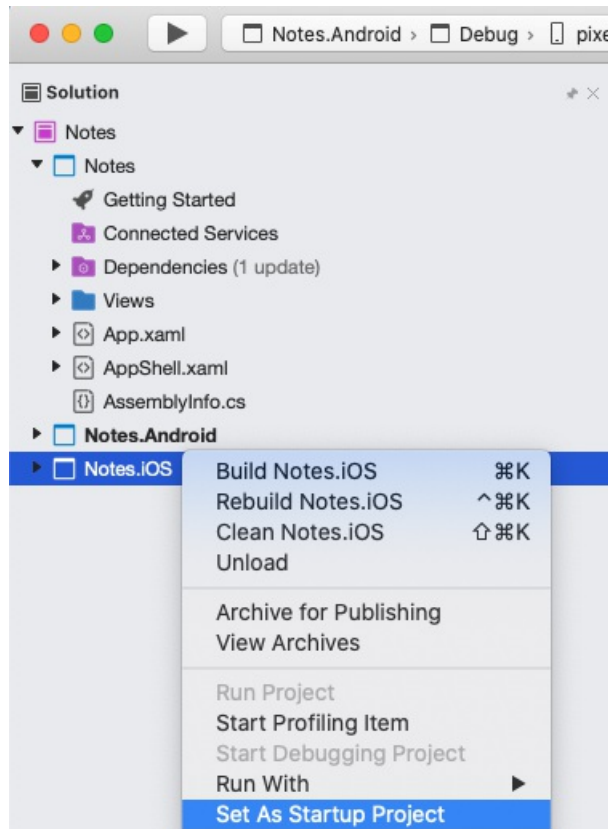 Notes.Android › Debug ›
Solution
Notes
Notes
Getting Started
Connected Services
Dependencies (1 update)
Views
App.xaml
AppShell.xaml
AssemblyInfo.cs
Notes.Android
Notes.iOS
Build Notes.iOS ⌘K
Rebuild Notes.iOS ^⌘K
Clean Notes.iOS ⇧⌘K
Unload
Archive for Publishing
View Archives
Run Project
Start Profiling Item
Start Debugging Project
Run With
Set As Startup Project